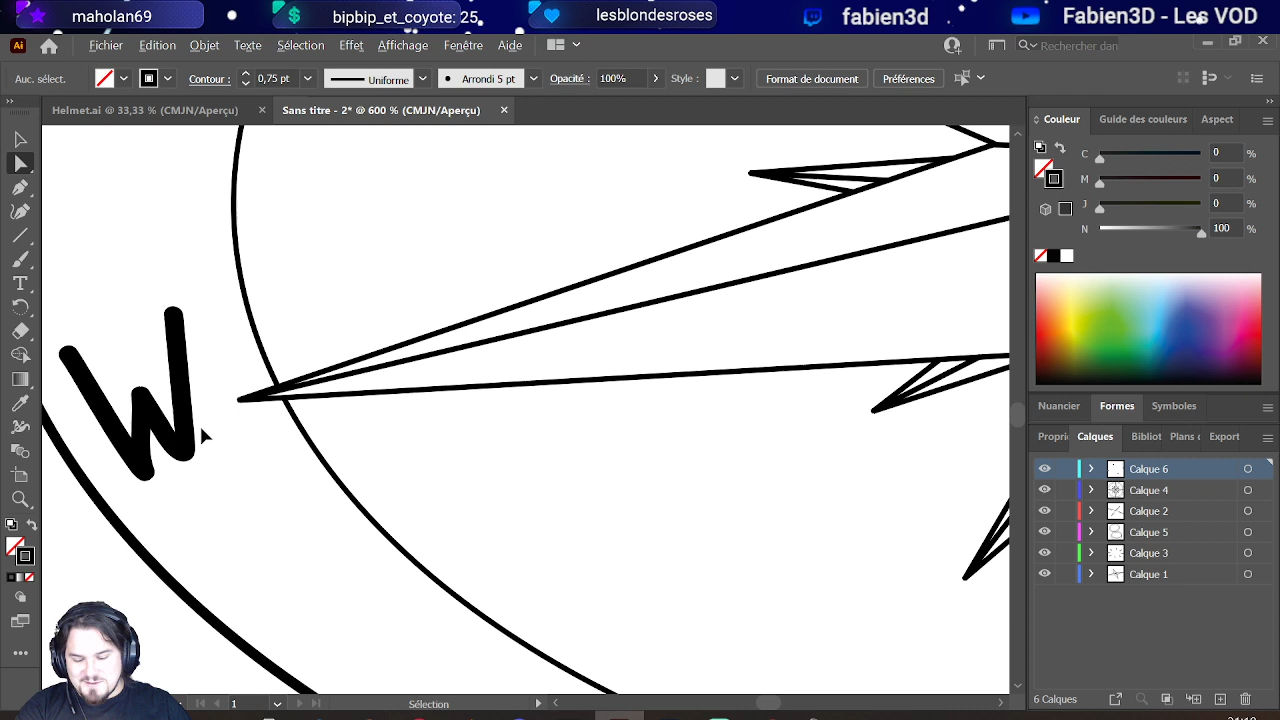 maholan69
bipbip_et_coyote: 25
lesblondesroses
fabien3d
Fabien3D - Les VOD
Ai
Fichier Edition Objet Texte Sélection Effet Affichage Fenêtre Aide
Rechercher dan
Auc. sélect.
Contour : 0,75 pt
Uniforme
Arrondi 5 pt
Opacité : 100%
Style :
Format de document
Préférences
Helmet.ai @ 33,33 % (CMJN/Aperçu)
Sans titre - 2* @ 600 % (CMJN/Aperçu)
Couleur Guide des couleurs Aspect
C 0 %
M 0 %
J 0 %
N 100 %
W
Nuancier Formes Symboles
Propri Calques Bibliot Plans d Export
Calque 6
Calque 4
Calque 2
Calque 5
Calque 3
Calque 1
6 Calques
1
Sélection